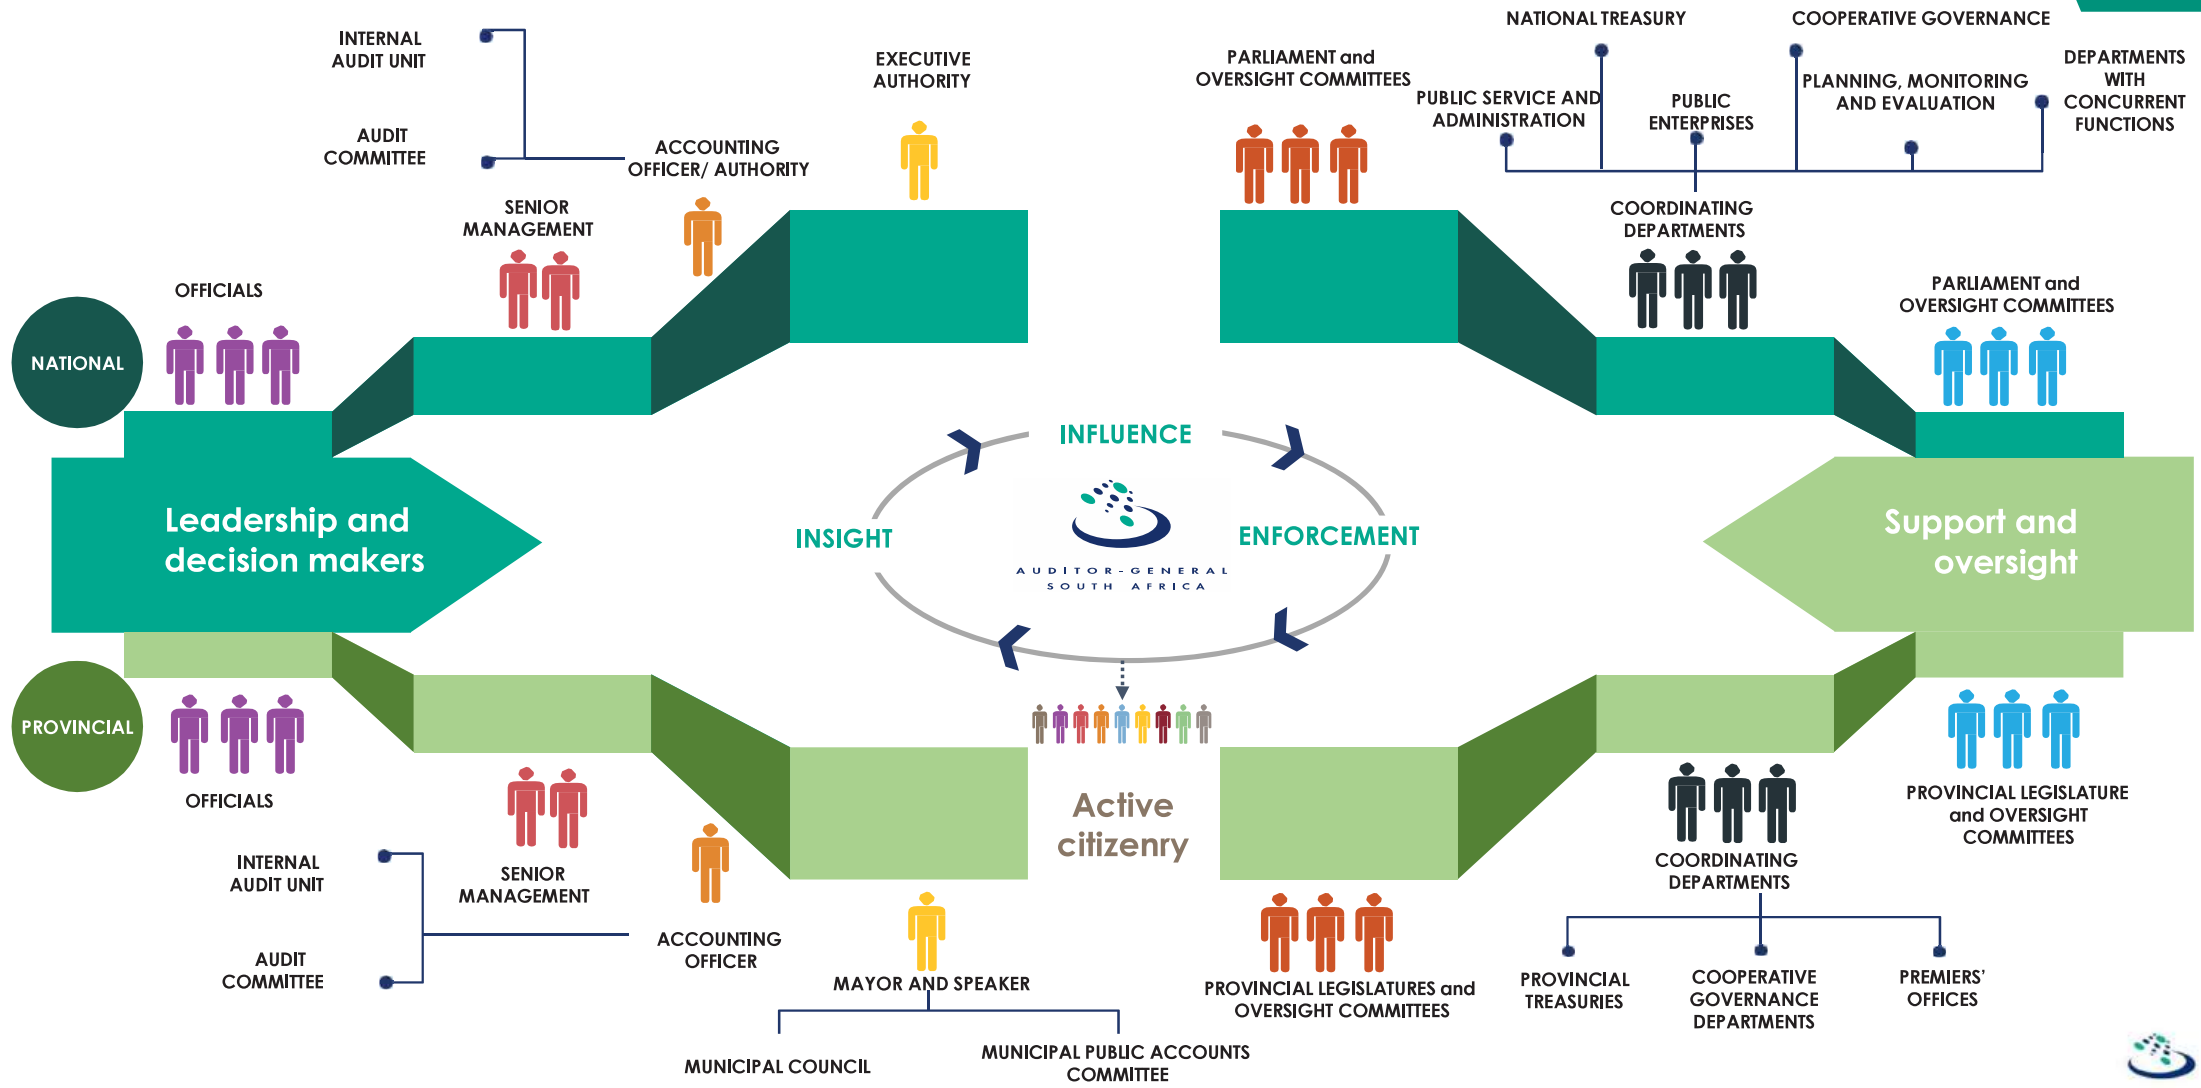 INTERNAL
AUDIT UNIT
AUDIT
COMMITTEE
ACCOUNTING
OFFICER/ AUTHORITY
EXECUTIVE
AUTHORITY
SENIOR
MANAGEMENT
OFFICIALS
NATIONAL
PARLIAMENT and
OVERSIGHT COMMITTEES
NATIONAL TREASURY
COOPERATIVE GOVERNANCE
PUBLIC SERVICE AND
ADMINISTRATION
PUBLIC
ENTERPRISES
PLANNING, MONITORING
AND EVALUATION
DEPARTMENTS
WITH
CONCURRENT
FUNCTIONS
COORDINATING
DEPARTMENTS
PARLIAMENT and
OVERSIGHT COMMITTEES
Leadership and
decision makers
INFLUENCE
INSIGHT
ENFORCEMENT
AUDITOR-GENERAL
SOUTH AFRICA
Support and
oversight
PROVINCIAL
OFFICIALS
INTERNAL
AUDIT UNIT
AUDIT
COMMITTEE
SENIOR
MANAGEMENT
ACCOUNTING
OFFICER
MAYOR AND SPEAKER
MUNICIPAL COUNCIL
MUNICIPAL PUBLIC ACCOUNTS
COMMITTEE
Active
citizenry
PROVINCIAL LEGISLATURES and
OVERSIGHT COMMITTEES
COORDINATING
DEPARTMENTS
PROVINCIAL
TREASURIES
COOPERATIVE
GOVERNANCE
DEPARTMENTS
PREMIERS'
OFFICES
PROVINCIAL LEGISLATURE
and OVERSIGHT
COMMITTEES